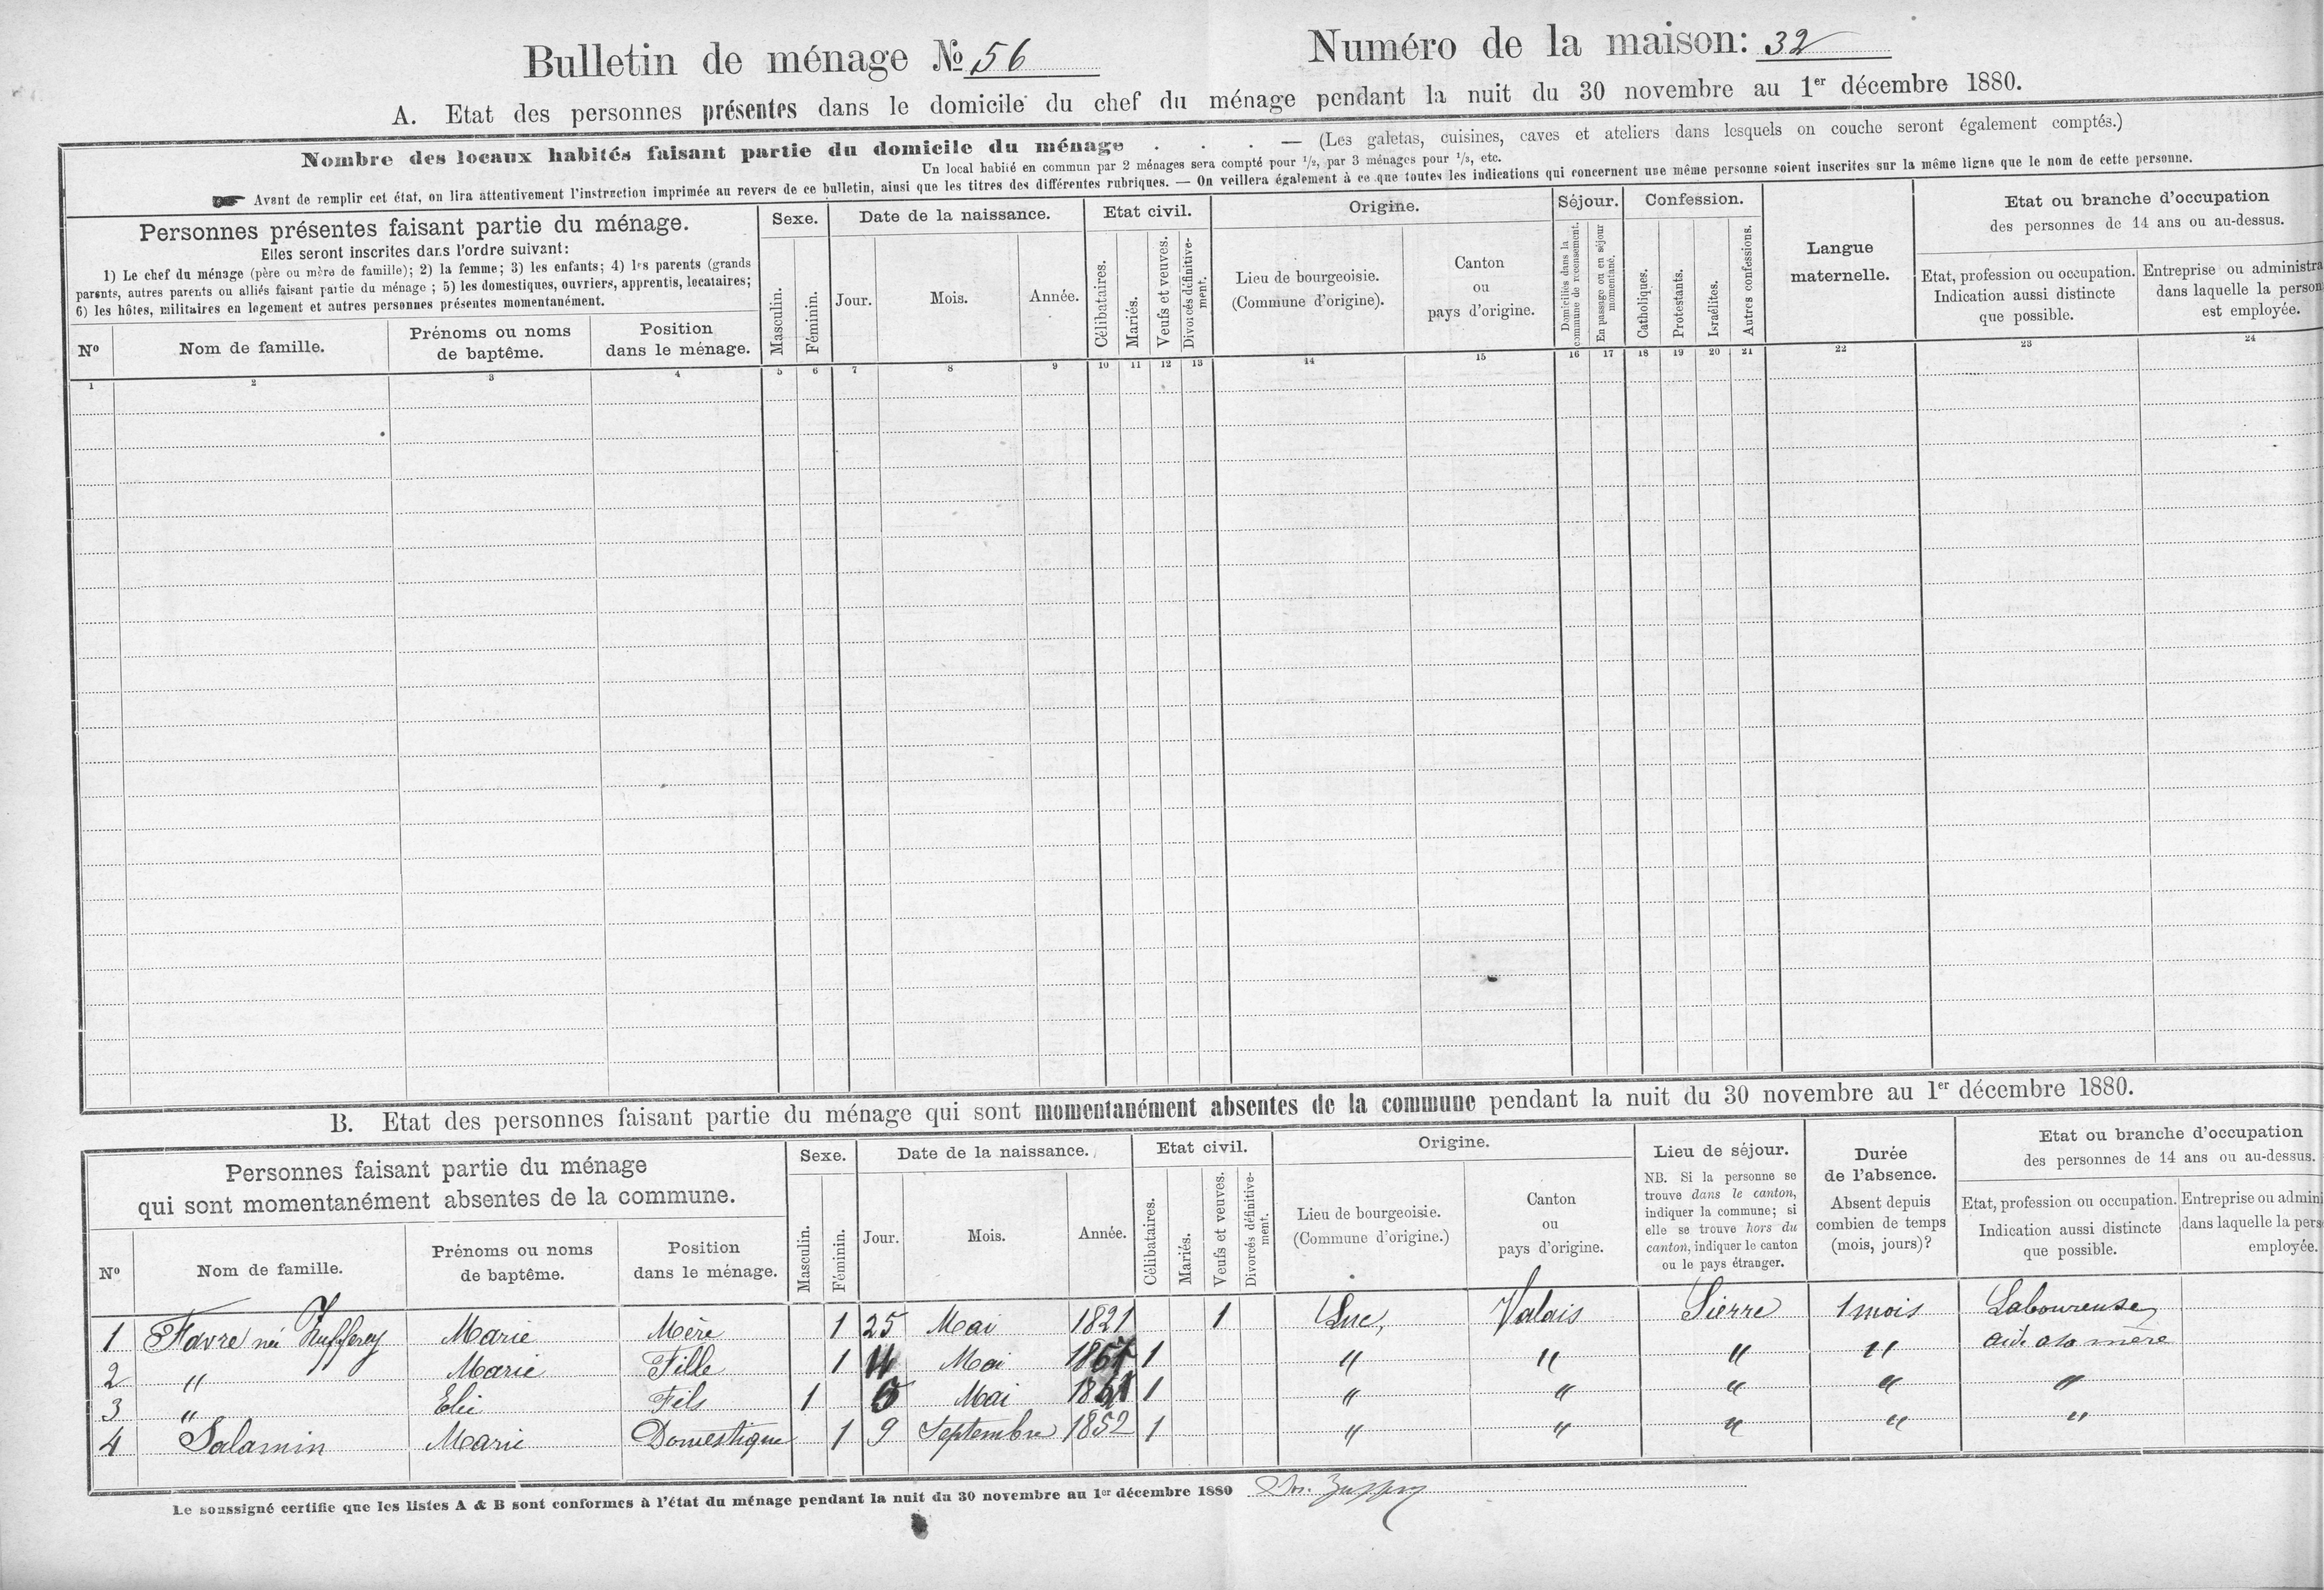 Bulletin de ménage № 56
Numéro de la maison: 32
A. Etat des personnes présentes dans le domicile du chef du ménage pendant la nuit du 30 novembre au 1er décembre 1880.
Nombre des locaux habités faisant partie du domicile du ménage . . . — (Les galetas, cuisines, caves et ateliers dans lesquels on couche seront également comptés.)
Un local habité en commun par 2 ménages sera compté pour 1/2, par 3 ménages pour 1/3, etc.
Avant de remplir cet état, on lira attentivement l'instruction imprimée au revers de ce bulletin, ainsi que les titres des différentes rubriques. — On veillera également à ce que toutes les indications qui concernent une même personne soient inscrites sur la même ligne que le nom de cette personne.
Personnes présentes faisant partie du ménage.
Elles seront inscrites dans l'ordre suivant:
1) Le chef du ménage (père ou mère de famille); 2) la femme; 3) les enfants; 4) les parents (grands
parents, autres parents ou alliés faisant partie du ménage ; 5) les domestiques, ouvriers, apprentis, locataires;
6) les hôtes, militaires en logement et autres personnes présentes momentanément.
No
Nom de famille.
Prénoms ou noms
de baptême.
Position
dans le ménage.
Sexe.
Masculin.
Féminin.
Date de la naissance.
Jour.
Mois.
Année.
Etat civil.
Célibataires.
Mariés.
Veufs et veuves.
Divorcés définitive-
ment.
Origine.
Lieu de bourgeoisie.
(Commune d'origine).
Canton
ou
pays d'origine.
Séjour.
Domiciliés dans la
commune de recensement.
En passage ou en séjour
momentané.
Confession.
Catholiques.
Protestants.
Israélites.
Autres confessions.
Langue
maternelle.
Etat ou branche d'occupation
des personnes de 14 ans ou au-dessus.
Etat, profession ou occupation.
Indication aussi distincte
que possible.
Entreprise ou administra
dans laquelle la person
est employée.
1 2 3 4 5 6 7 8 9 10 11 12 13 14 15 16 17 18 19 20 21 22 23 24
B. Etat des personnes faisant partie du ménage qui sont momentanément absentes de la commune pendant la nuit du 30 novembre au 1er décembre 1880.
Personnes faisant partie du ménage
qui sont momentanément absentes de la commune.
No
Nom de famille.
Prénoms ou noms
de baptême.
Position
dans le ménage.
Sexe.
Masculin.
Féminin.
Date de la naissance.
Jour.
Mois.
Année.
Etat civil.
Célibataires.
Mariés.
Veufs et veuves.
Divorcés définitive-
ment.
Origine.
Lieu de bourgeoisie.
(Commune d'origine.)
Canton
ou
pays d'origine.
Lieu de séjour.
NB. Si la personne se
trouve dans le canton,
indiquer la commune; si
elle se trouve hors du
canton, indiquer le canton
ou le pays étranger.
Durée
de l'absence.
Absent depuis
combien de temps
(mois, jours)?
Etat ou branche d'occupation
des personnes de 14 ans ou au-dessus.
Etat, profession ou occupation.
Indication aussi distincte
que possible.
Entreprise ou admin
dans laquelle la pers
employée.
1 Favre née Zufferey Marie Mère 1 25 Mai 1821 1 Luc, Valais Sierre 1 mois Laboureuse
2 " Marie Fille 1 Mai 1 " " " " aide a sa mère
3 " Elie Fils 1 Mai 1 " " " " "
4 Salamin Marie Domestique 1 9 Septembre 1852 1 " " " " "
Le soussigné certifie que les listes A & B sont conformes à l'état du ménage pendant la nuit du 30 novembre au 1er décembre 1880